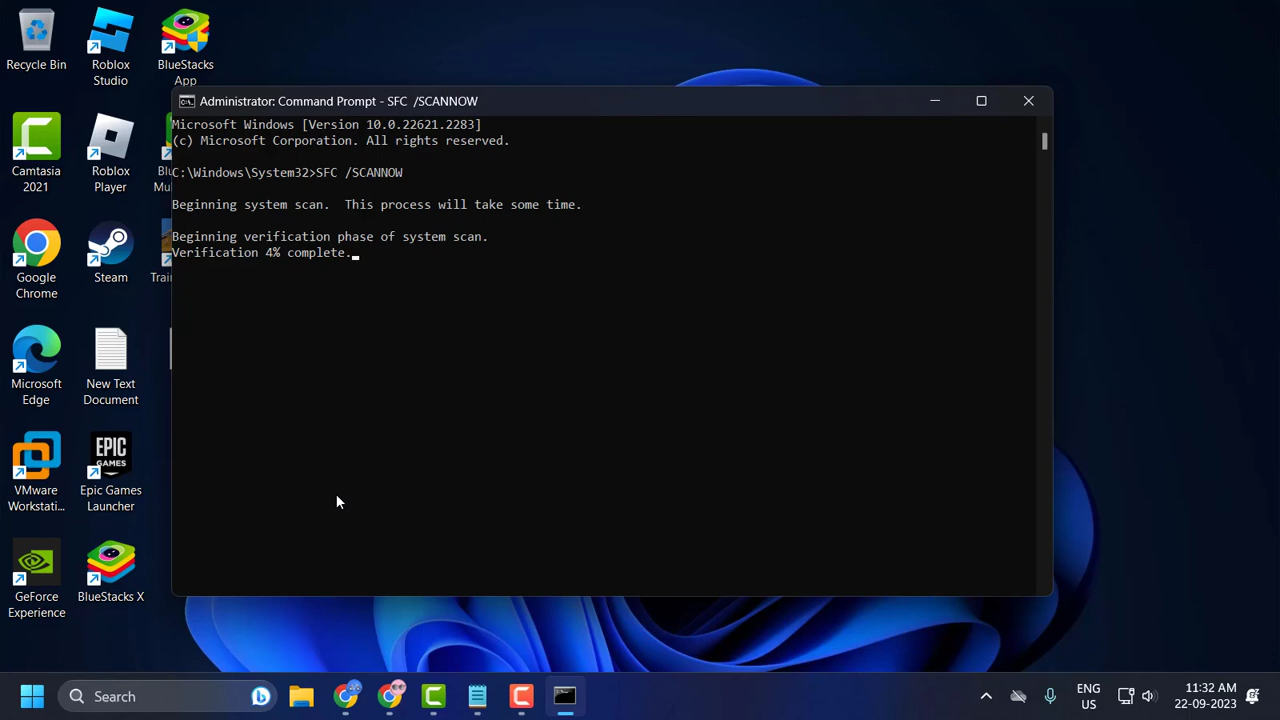 Recycle Bin
Roblox
Studio
BlueStacks
App
Camtasia
2021
Roblox
Player
Google
Chrome
Steam
Microsoft
Edge
New Text
Document
VMware
Workstati...
EPIC
GAMES
Epic Games
Launcher
GeForce
Experience
BlueStacks X
Administrator: Command Prompt - SFC /SCANNOW
Microsoft Windows [Version 10.0.22621.2283]
(c) Microsoft Corporation. All rights reserved.
C:\Windows\System32>SFC /SCANNOW
Beginning system scan.  This process will take some time.
Beginning verification phase of system scan.
Verification 4% complete.
Search
ENG
US
11:32 AM
22-09-2023